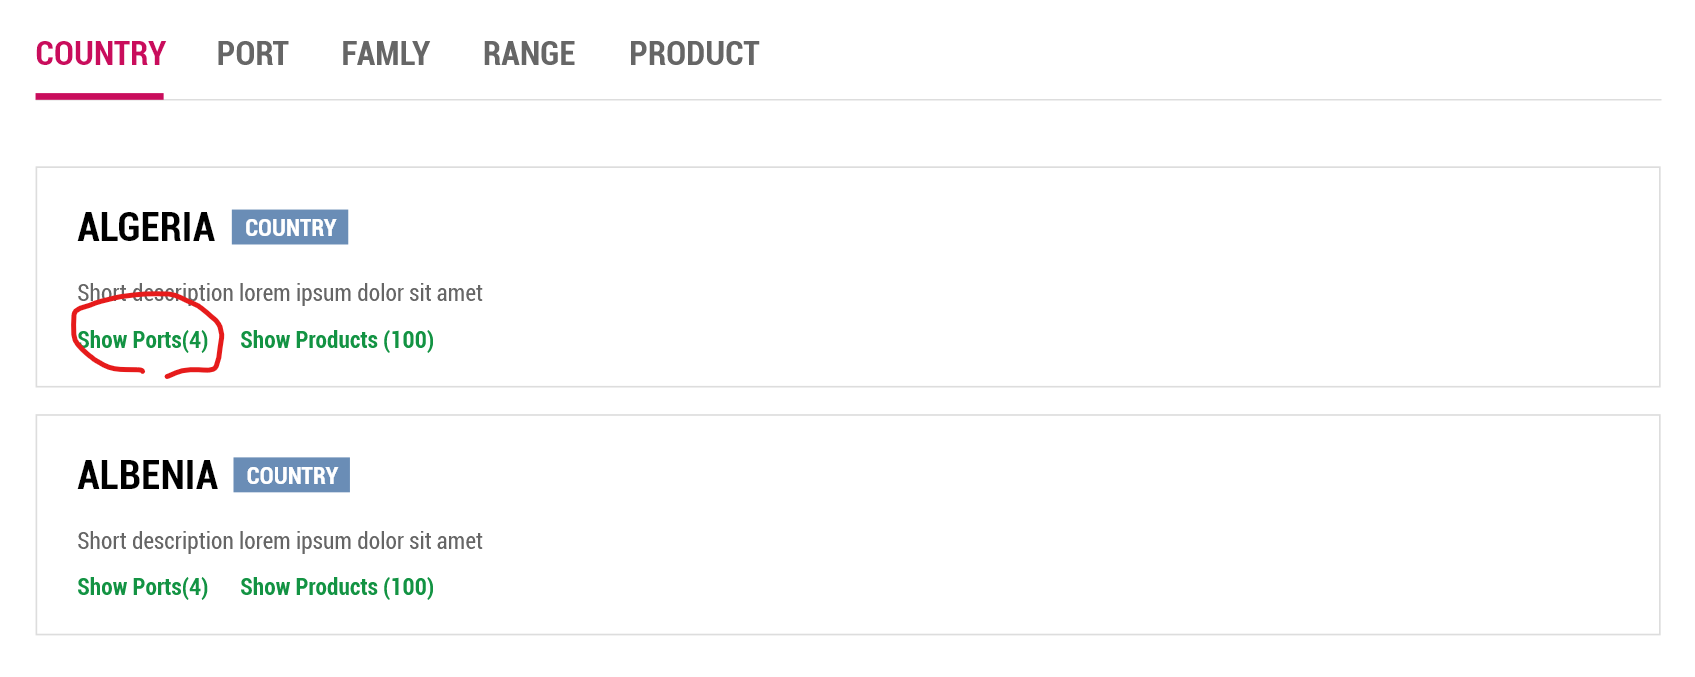 COUNTRY PORT FAMLY RANGE PRODUCT
ALGERIA COUNTRY
Short description lorem ipsum dolor sit amet
Show Ports(4) Show Products (100)
ALBENIA COUNTRY
Short description lorem ipsum dolor sit amet
Show Ports(4) Show Products (100)